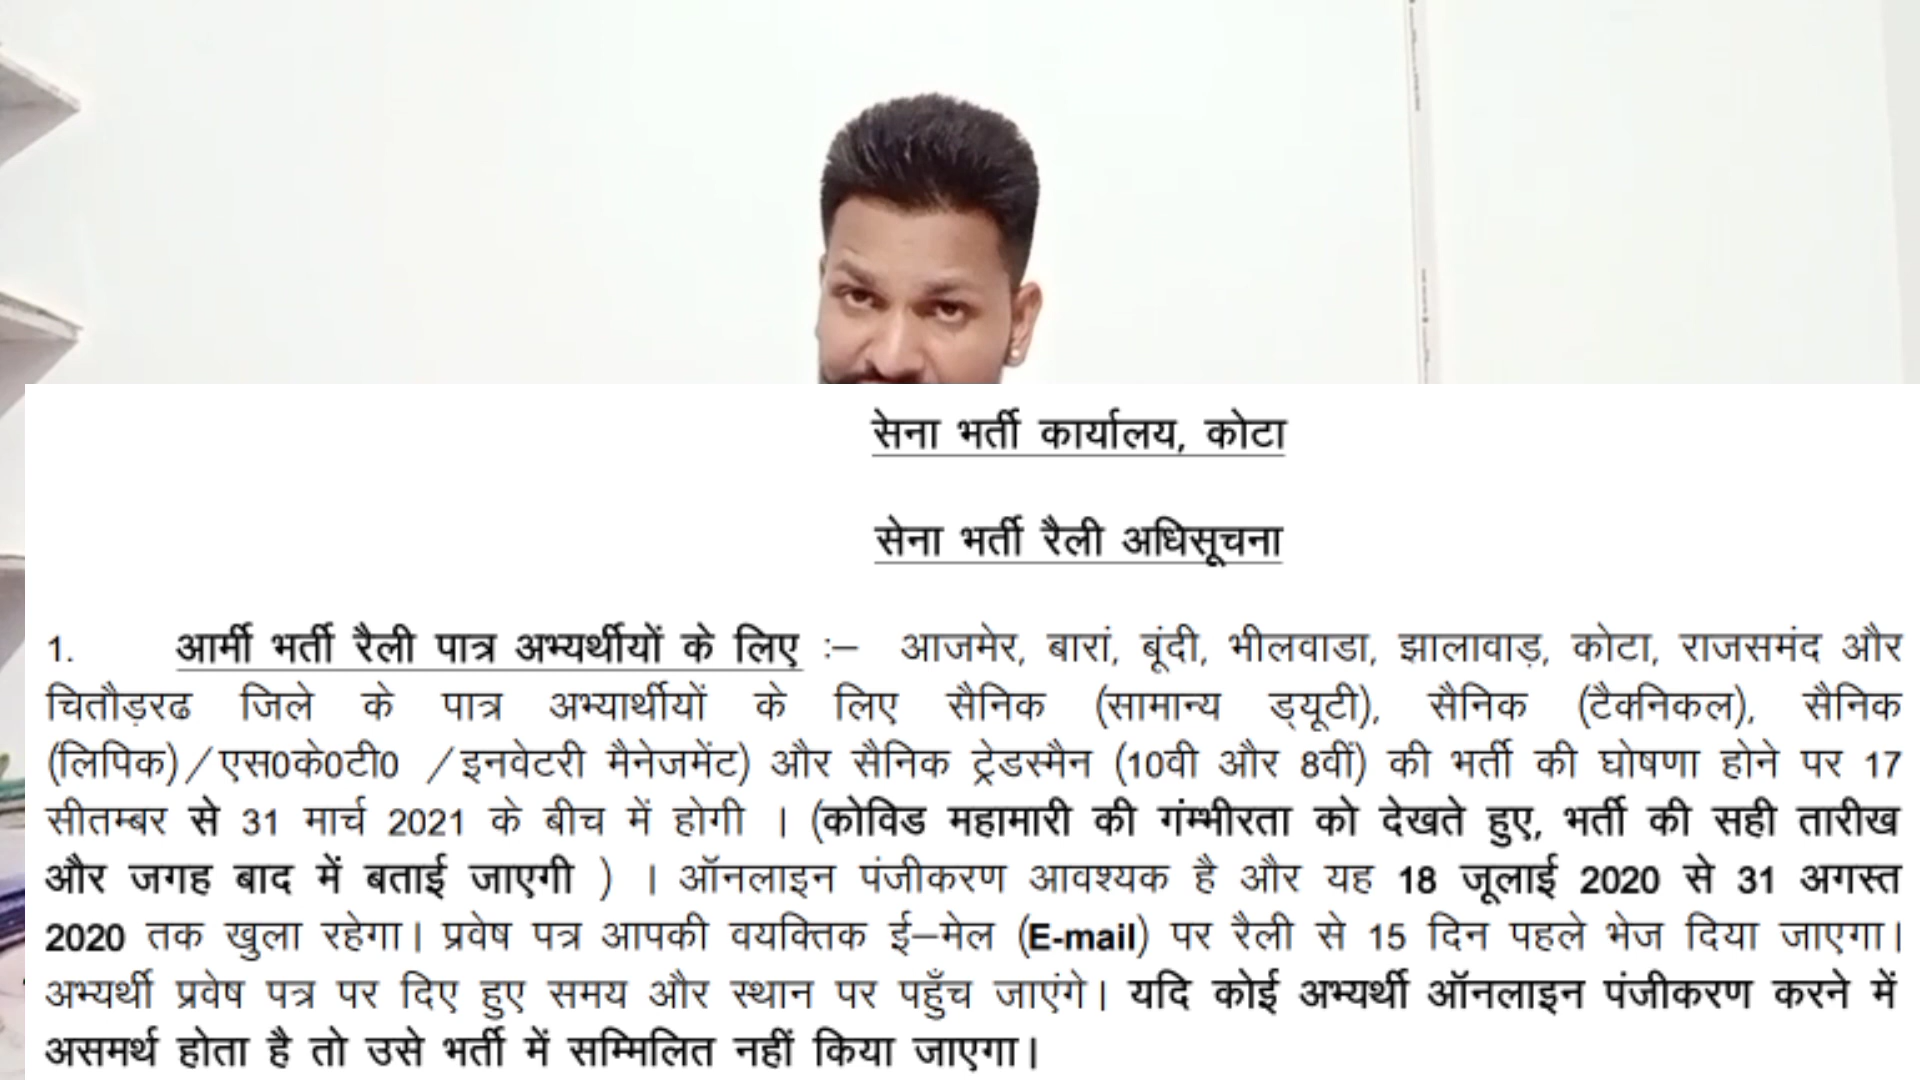 सेना भर्ती कार्यालय, कोटा
सेना भर्ती रैली अधिसूचना
1. आर्मी भर्ती रैली पात्र अभ्यर्थीयों के लिए :– आजमेर, बारां, बूंदी, भीलवाडा, झालावाड़, कोटा, राजसमंद और
चितौड़रढ जिले के पात्र अभ्यार्थीयों के लिए सैनिक (सामान्य ड्यूटी), सैनिक (टैक्निकल), सैनिक
(लिपिक)/एस0के0टी0 /इनवेटरी मैनेजमेंट) और सैनिक ट्रेडस्मैन (10वी और 8वीं) की भर्ती की घोषणा होने पर 17
सीतम्बर से 31 मार्च 2021 के बीच में होगी । (कोविड महामारी की गंम्भीरता को देखते हुए, भर्ती की सही तारीख
और जगह बाद में बताई जाएगी ) । ऑनलाइन पंजीकरण आवश्यक है और यह 18 जूलाई 2020 से 31 अगस्त
2020 तक खुला रहेगा। प्रवेष पत्र आपकी वयक्तिक ई–मेल (E-mail) पर रैली से 15 दिन पहले भेज दिया जाएगा।
अभ्यर्थी प्रवेष पत्र पर दिए हुए समय और स्थान पर पहुँच जाएंगे। यदि कोई अभ्यर्थी ऑनलाइन पंजीकरण करने में
असमर्थ होता है तो उसे भर्ती में सम्मिलित नहीं किया जाएगा।